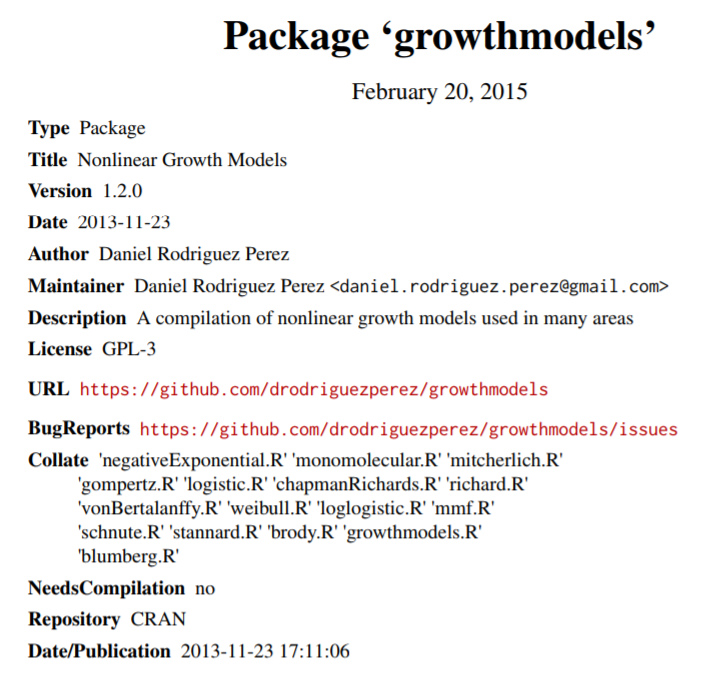 Package ‘growthmodels’
February 20, 2015
Type Package
Title Nonlinear Growth Models
Version 1.2.0
Date 2013-11-23
Author Daniel Rodriguez Perez
Maintainer Daniel Rodriguez Perez <daniel.rodriguez.perez@gmail.com>
Description A compilation of nonlinear growth models used in many areas
License GPL-3
URL https://github.com/drodriguezperez/growthmodels
BugReports https://github.com/drodriguezperez/growthmodels/issues
Collate 'negativeExponential.R' 'monomolecular.R' 'mitcherlich.R'
'gompertz.R' 'logistic.R' 'chapmanRichards.R' 'richard.R'
'vonBertalanffy.R' 'weibull.R' 'loglogistic.R' 'mmf.R'
'schnute.R' 'stannard.R' 'brody.R' 'growthmodels.R'
'blumberg.R'
NeedsCompilation no
Repository CRAN
Date/Publication 2013-11-23 17:11:06